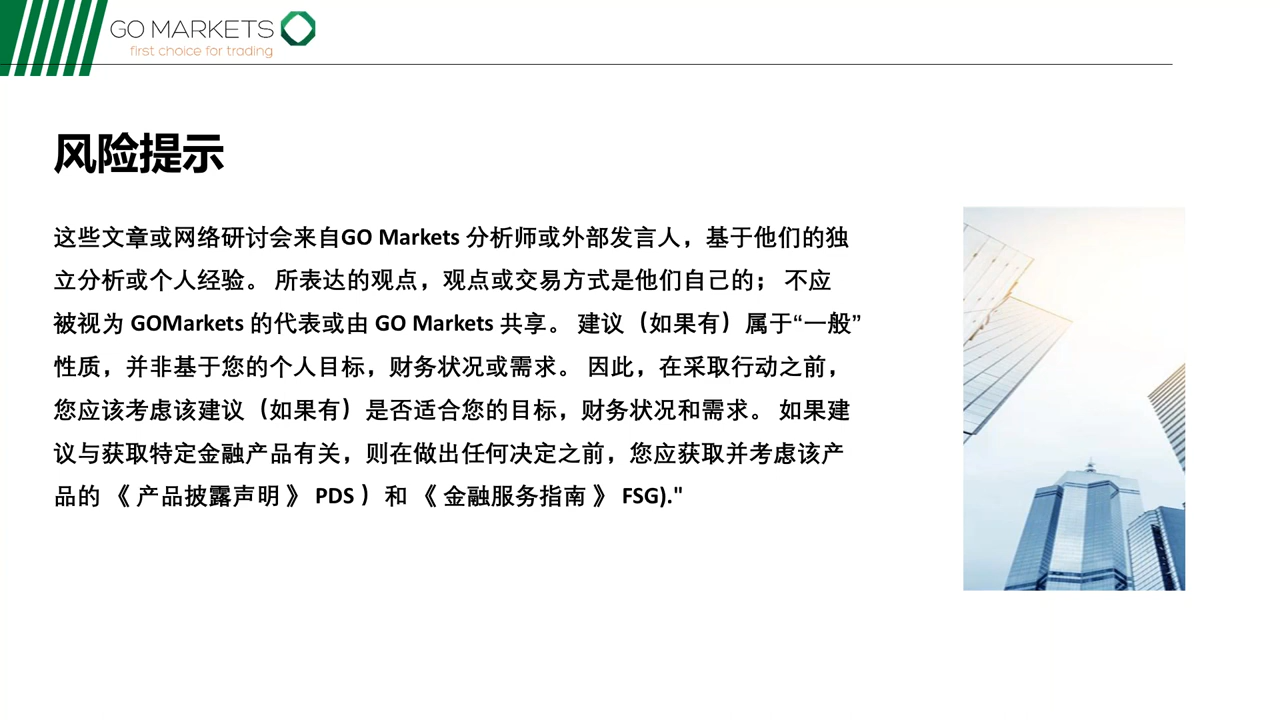 GO MARKETS
first choice for trading
风险提示
这些文章或网络研讨会来自GO Markets 分析师或外部发言人，基于他们的独
立分析或个人经验。 所表达的观点，观点或交易方式是他们自己的； 不应
被视为 GOMarkets 的代表或由 GO Markets 共享。 建议（如果有）属于“一般”
性质，并非基于您的个人目标，财务状况或需求。 因此，在采取行动之前，
您应该考虑该建议（如果有）是否适合您的目标，财务状况和需求。 如果建
议与获取特定金融产品有关，则在做出任何决定之前，您应获取并考虑该产
品的 《 产品披露声明 》 PDS ）和 《 金融服务指南 》 FSG)."